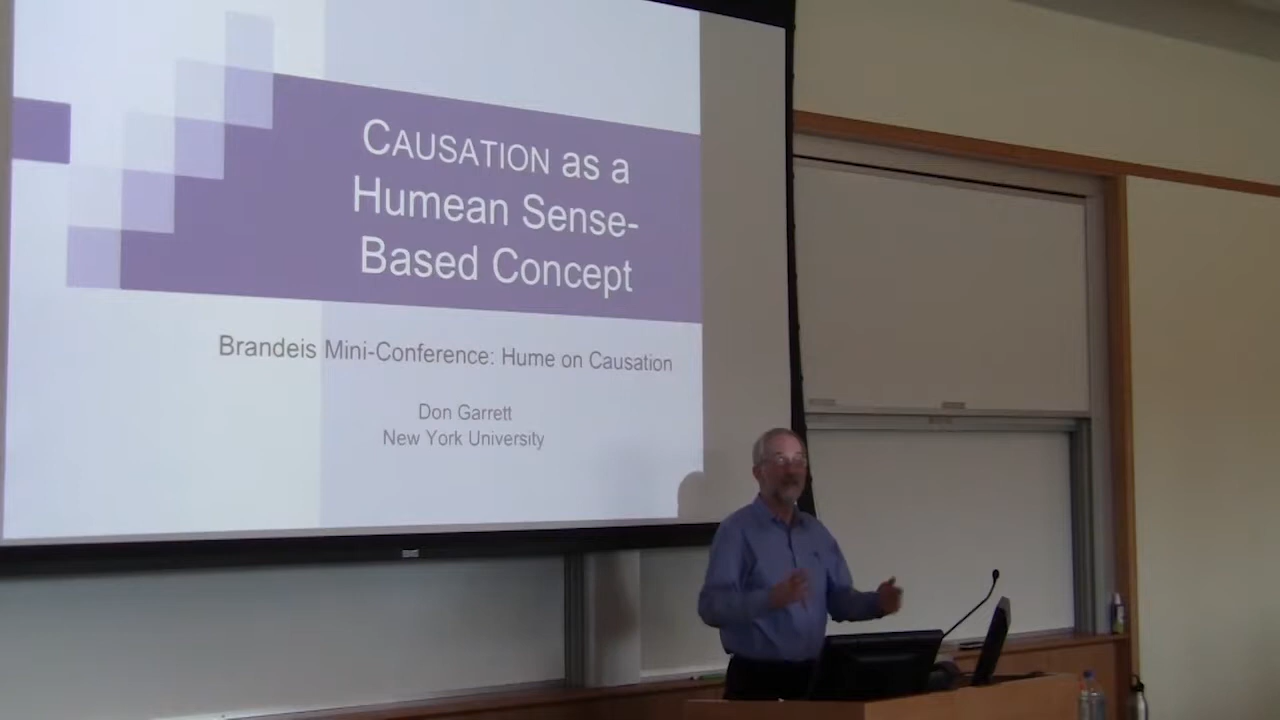 CAUSATION as a
Humean Sense-
Based Concept
Brandeis Mini-Conference: Hume on Causation
Don Garrett
New York University